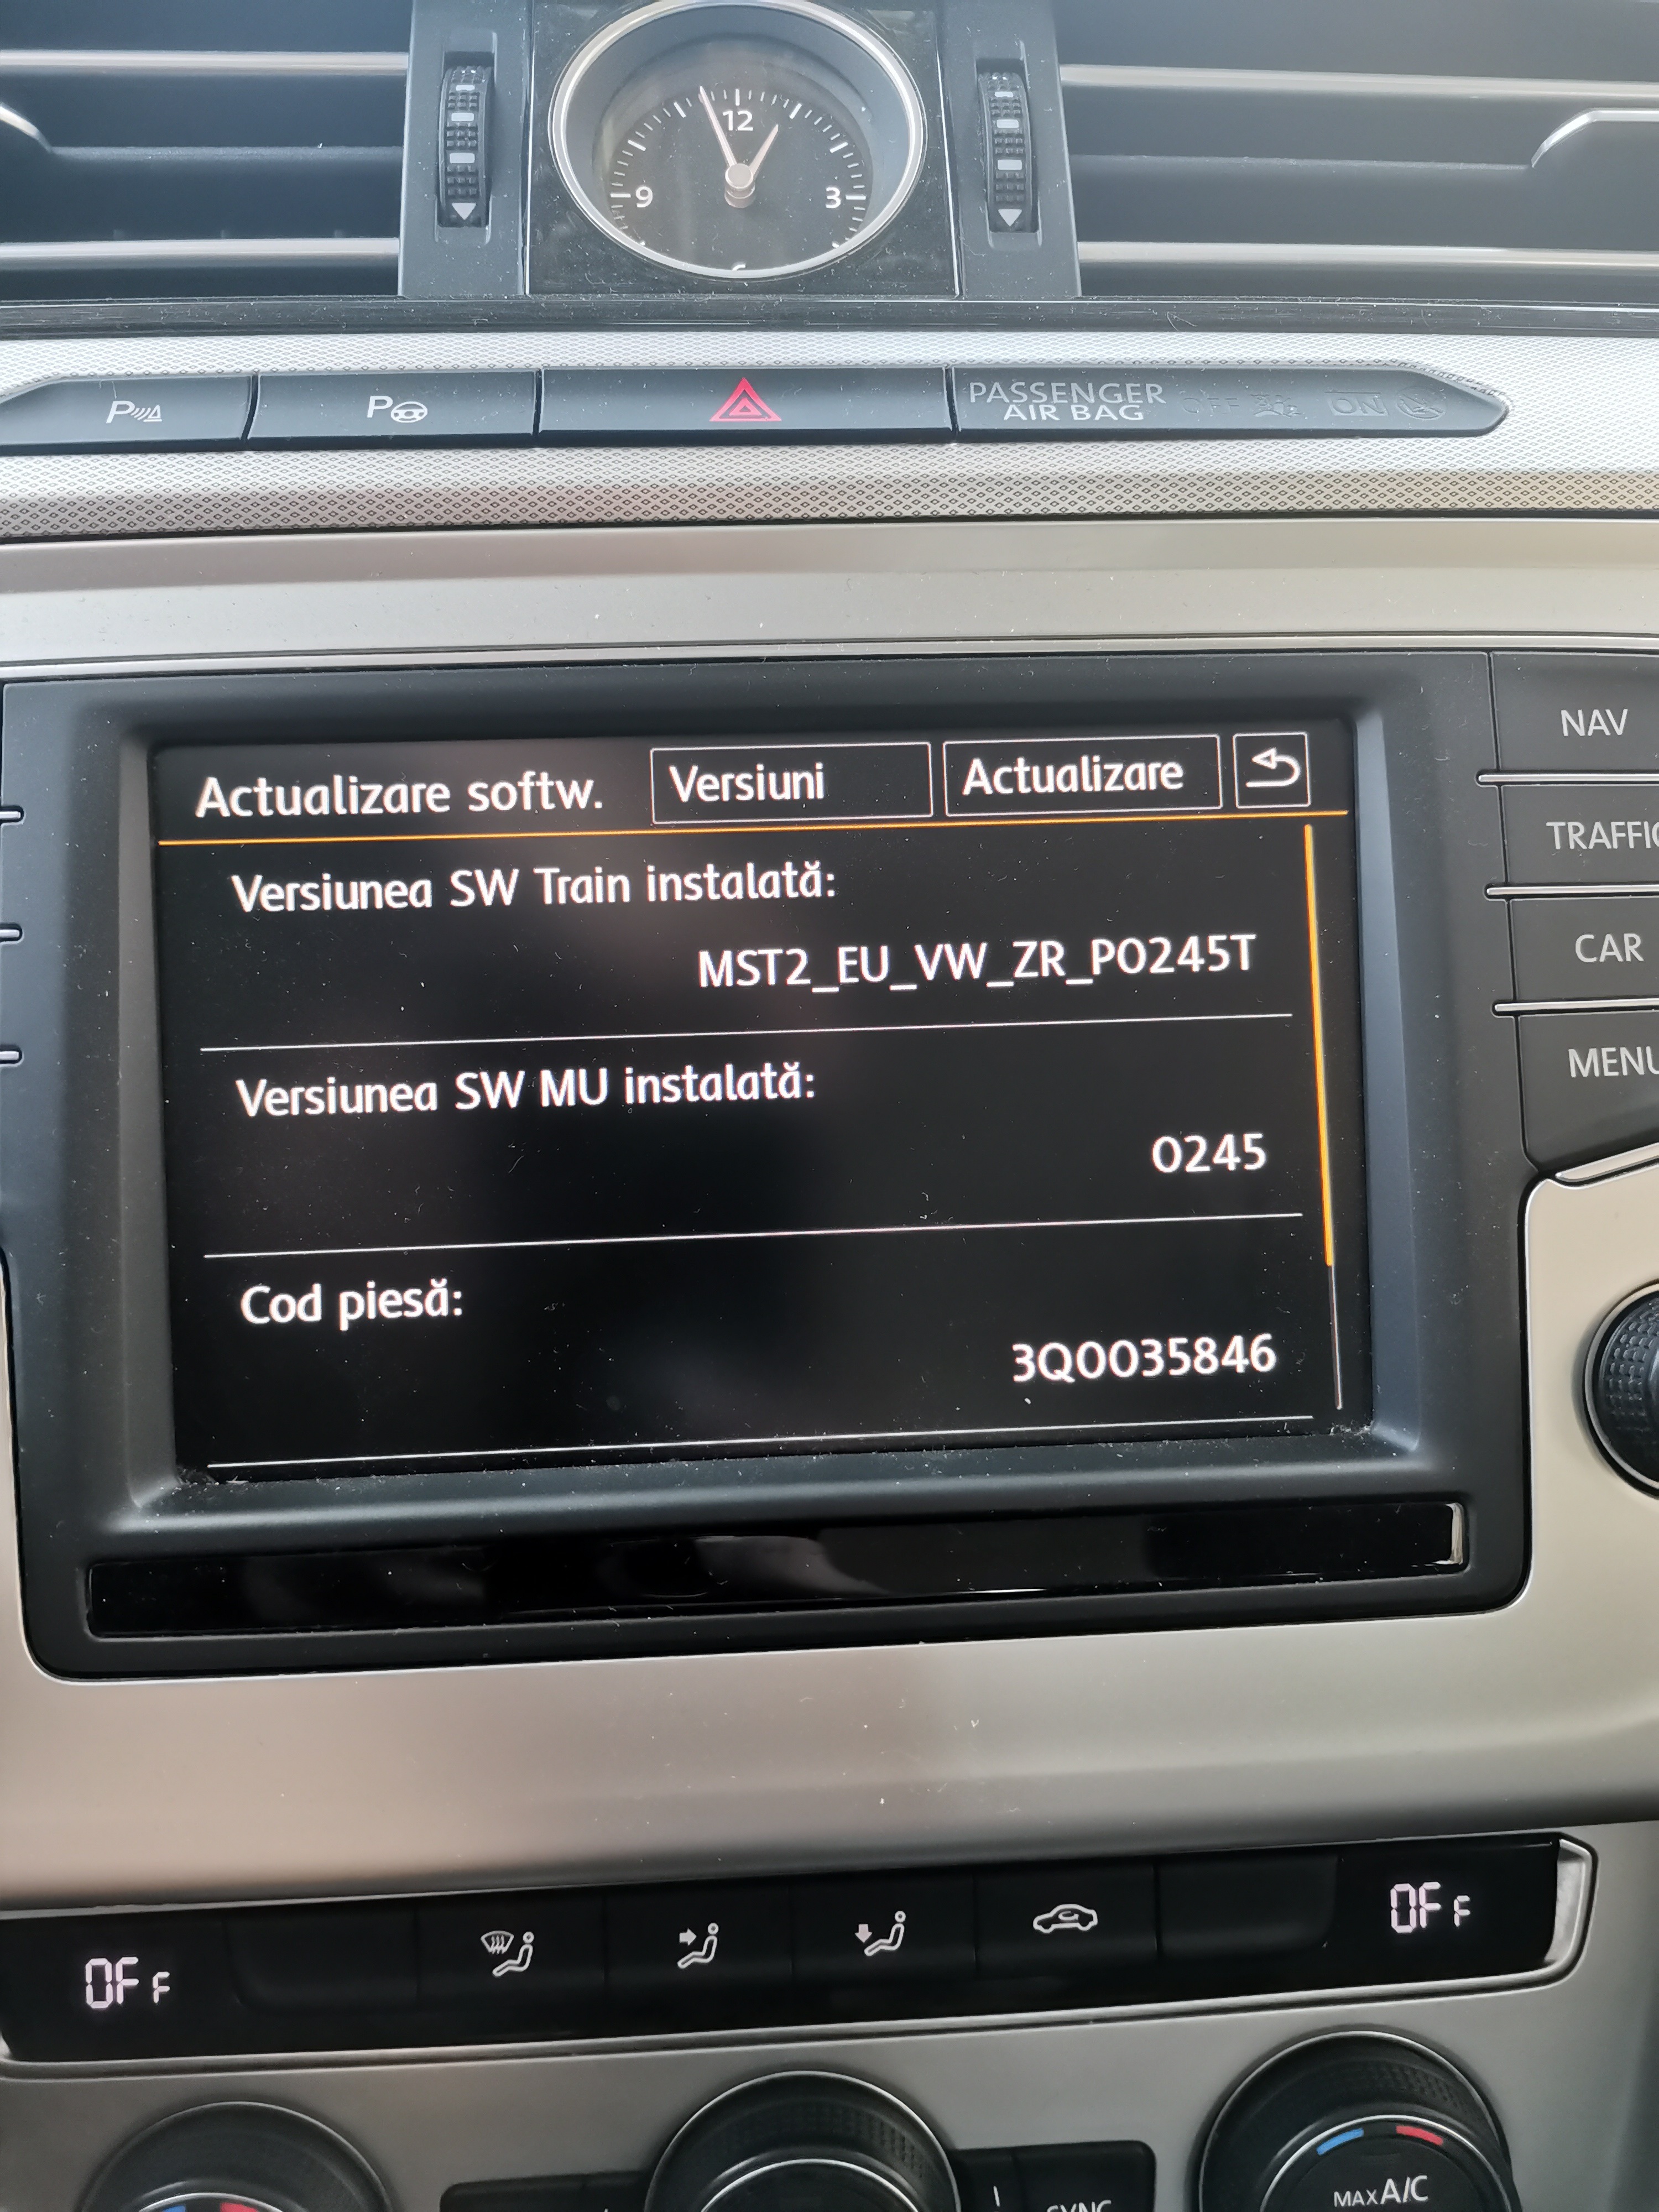 12
9
3
P
P
PASSENGER
AIR BAG OFF ON
NAV
Actualizare softw. Versiuni Actualizare
TRAFFIC
Versiunea SW Train instalată:
MST2_EU_VW_ZR_P0245T
CAR
Versiunea SW MU instalată:
MENU
0245
Cod piesă:
3Q0035846
OFF
OFF
MAX A/C